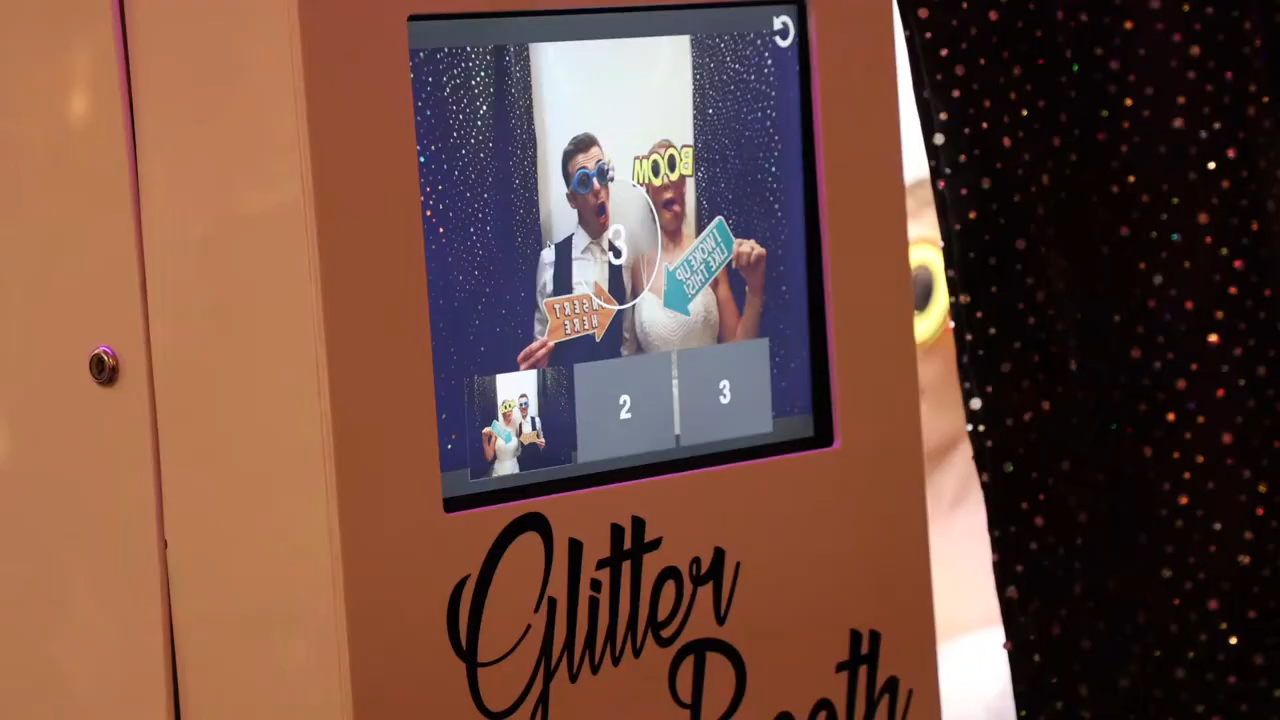 BOOM
3
I WOKE UP
LIKE THIS!
INSERT
HERE
2
3
Glitter
Booth